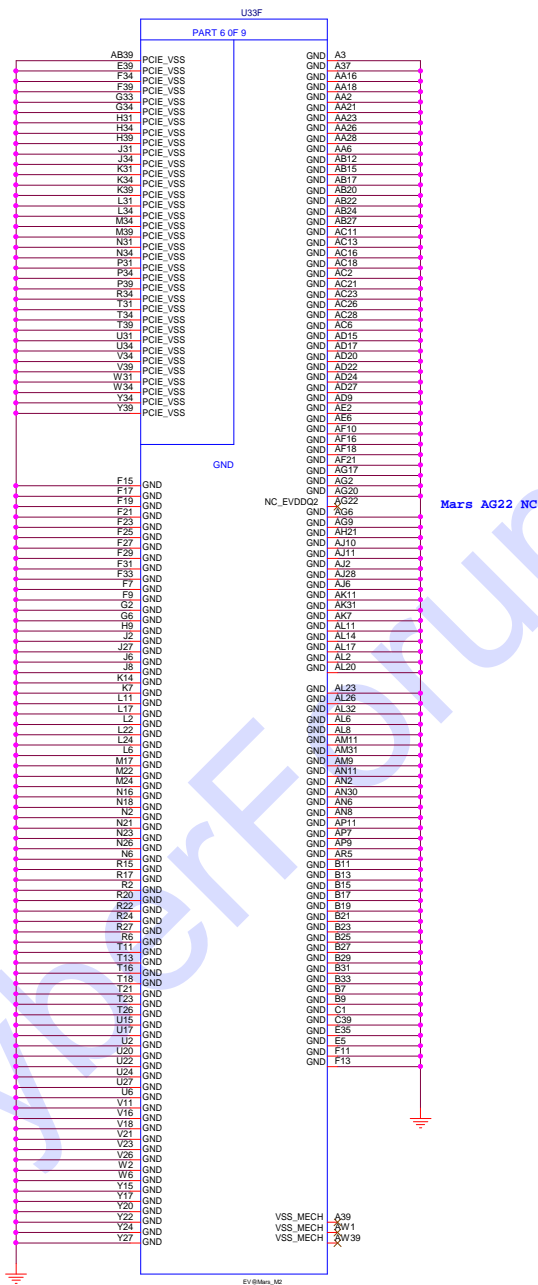 U33F
PART 6 0F 9
AB39 PCIE_VSS
E39 PCIE_VSS
F34 PCIE_VSS
F39 PCIE_VSS
G33 PCIE_VSS
G34 PCIE_VSS
H31 PCIE_VSS
H34 PCIE_VSS
H39 PCIE_VSS
J31 PCIE_VSS
J34 PCIE_VSS
K31 PCIE_VSS
K34 PCIE_VSS
K39 PCIE_VSS
L31 PCIE_VSS
L34 PCIE_VSS
M34 PCIE_VSS
M39 PCIE_VSS
N31 PCIE_VSS
N34 PCIE_VSS
P31 PCIE_VSS
P34 PCIE_VSS
P39 PCIE_VSS
R34 PCIE_VSS
T31 PCIE_VSS
T34 PCIE_VSS
T39 PCIE_VSS
U31 PCIE_VSS
U34 PCIE_VSS
V34 PCIE_VSS
V39 PCIE_VSS
W31 PCIE_VSS
W34 PCIE_VSS
Y34 PCIE_VSS
Y39 PCIE_VSS
GND
F15 GND
F17 GND
F19 GND
F21 GND
F23 GND
F25 GND
F27 GND
F29 GND
F31 GND
F33 GND
F7 GND
F9 GND
G2 GND
G6 GND
H9 GND
J2 GND
J27 GND
J6 GND
J8 GND
K14 GND
K7 GND
L11 GND
L17 GND
L2 GND
L22 GND
L24 GND
L6 GND
M17 GND
M22 GND
M24 GND
N16 GND
N18 GND
N2 GND
N21 GND
N23 GND
N26 GND
N6 GND
R15 GND
R17 GND
R2 GND
R20 GND
R22 GND
R24 GND
R27 GND
R6 GND
T11 GND
T13 GND
T16 GND
T18 GND
T21 GND
T23 GND
T26 GND
U15 GND
U17 GND
U2 GND
U20 GND
U22 GND
U24 GND
U27 GND
U6 GND
V11 GND
V16 GND
V18 GND
V21 GND
V23 GND
V26 GND
W2 GND
W6 GND
Y15 GND
Y17 GND
Y20 GND
Y22 GND
Y24 GND
Y27 GND
GND A3
GND A37
GND AA16
GND AA18
GND AA2
GND AA21
GND AA23
GND AA26
GND AA28
GND AA6
GND AB12
GND AB15
GND AB17
GND AB20
GND AB22
GND AB24
GND AB27
GND AC11
GND AC13
GND AC16
GND AC18
GND AC2
GND AC21
GND AC23
GND AC26
GND AC28
GND AC6
GND AD15
GND AD17
GND AD20
GND AD22
GND AD24
GND AD27
GND AD9
GND AE2
GND AE6
GND AF10
GND AF16
GND AF18
GND AF21
GND AG17
GND AG2
GND AG20
NC_EVDDQ2 AG22
Mars AG22 NC
GND AG6
GND AG9
GND AH21
GND AJ10
GND AJ11
GND AJ2
GND AJ28
GND AJ6
GND AK11
GND AK31
GND AK7
GND AL11
GND AL14
GND AL17
GND AL2
GND AL20
GND AL23
GND AL26
GND AL32
GND AL6
GND AL8
GND AM11
GND AM31
GND AM9
GND AN11
GND AN2
GND AN30
GND AN6
GND AN8
GND AP11
GND AP7
GND AP9
GND AR5
GND B11
GND B13
GND B15
GND B17
GND B19
GND B21
GND B23
GND B25
GND B27
GND B29
GND B31
GND B33
GND B7
GND B9
GND C1
GND C39
GND E35
GND E5
GND F11
GND F13
VSS_MECH A39
VSS_MECH AW1
VSS_MECH AW39
EV@Mars_M2
yberForu